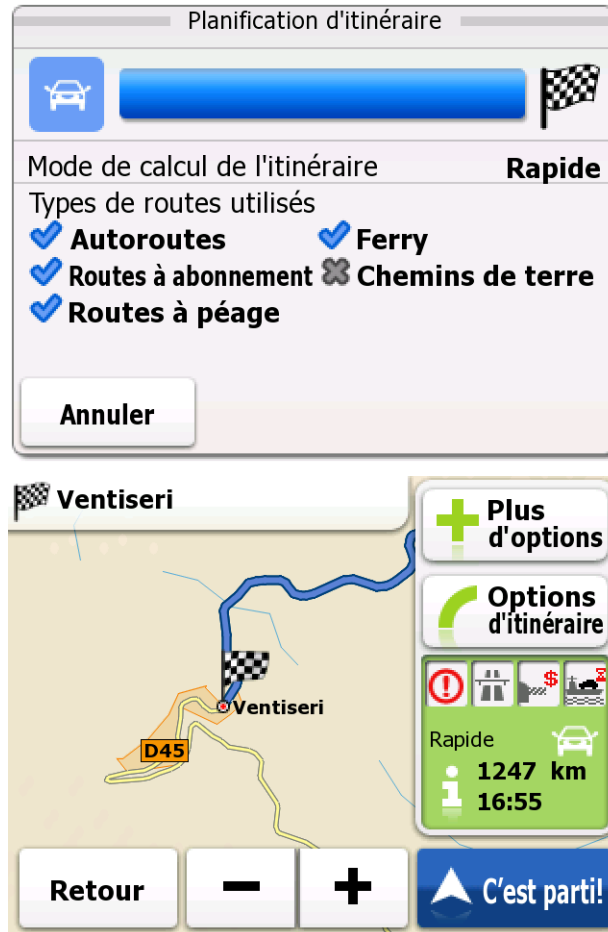 Planification d'itinéraire
Mode de calcul de l'itinéraire Rapide
Types de routes utilisés
Autoroutes Ferry
Routes à abonnement Chemins de terre
Routes à péage
Annuler
Ventiseri
Plus
d'options
Options
d'itinéraire
Ventiseri
D45
$
Rapide
1247 km
16:55
Retour
C'est parti!